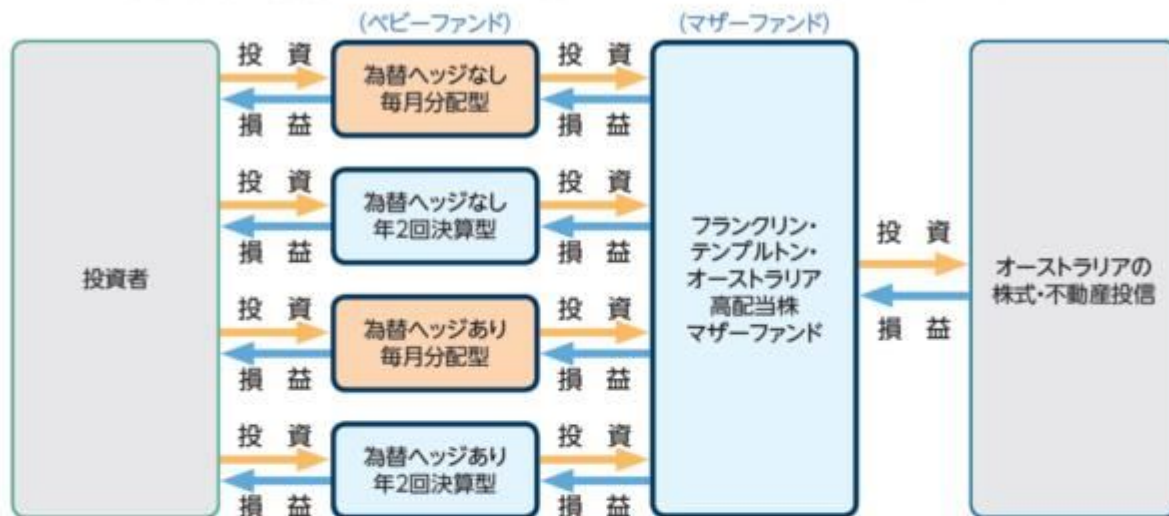 (ベビーファンド)
(マザーファンド)
投資者
投 資
損 益
為替ヘッジなし
毎月分配型
投 資
損 益
投 資
損 益
為替ヘッジなし
年2回決算型
投 資
損 益
投 資
損 益
為替ヘッジあり
毎月分配型
投 資
損 益
投 資
損 益
為替ヘッジあり
年2回決算型
投 資
損 益
フランクリン・
テンプルトン・
オーストラリア
高配当株
マザーファンド
投 資
損 益
オーストラリアの
株式・不動産投信